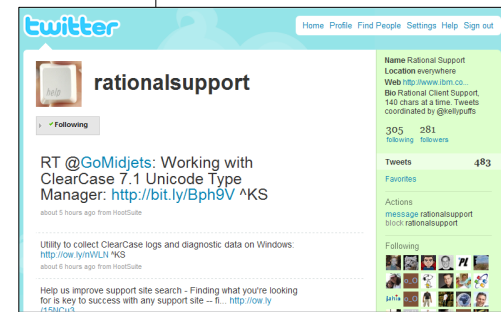 twitter
Home Profile Find People Settings Help Sign out
help
rationalsupport
Following
RT @GoMidjets: Working with
ClearCase 7.1 Unicode Type
Manager: http://bit.ly/Bph9V ^KS
about 5 hours ago from HootSuite
Utility to collect ClearCase logs and diagnostic data on Windows:
http://ow.ly/nWLN ^KS
about 6 hours ago from HootSuite
Help us improve support site search - Finding what you're looking
for is key to success with any support site -- fi... http://ow.ly
/15NCu3
Name Rational Support
Location everywhere
Web http://www.ibm.co...
Bio Rational Client Support,
140 chars at a time. Tweets
coordinated by @kellypuffs
305 281
following followers
Tweets 483
Favorites
Actions
message rationalsupport
block rationalsupport
Following